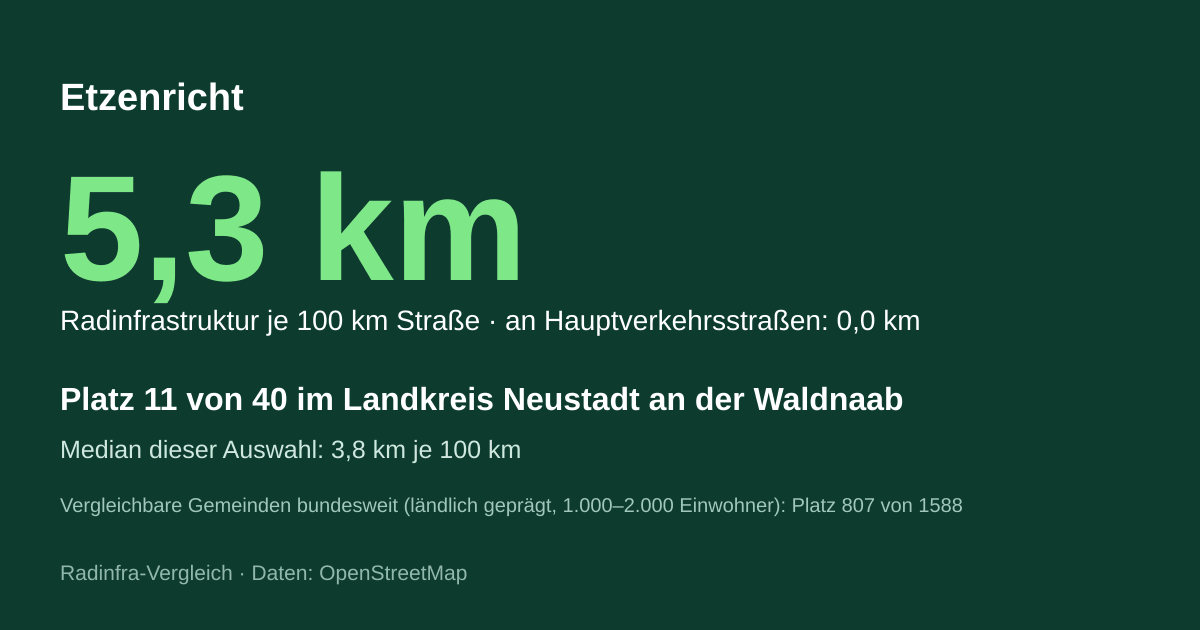 Etzenricht
5,3 km
Radinfrastruktur je 100 km Straße · an Hauptverkehrsstraßen: 0,0 km
Platz 11 von 40 im Landkreis Neustadt an der Waldnaab
Median dieser Auswahl: 3,8 km je 100 km
Vergleichbare Gemeinden bundesweit (ländlich geprägt, 1.000–2.000 Einwohner): Platz 807 von 1588
Radinfra-Vergleich · Daten: OpenStreetMap